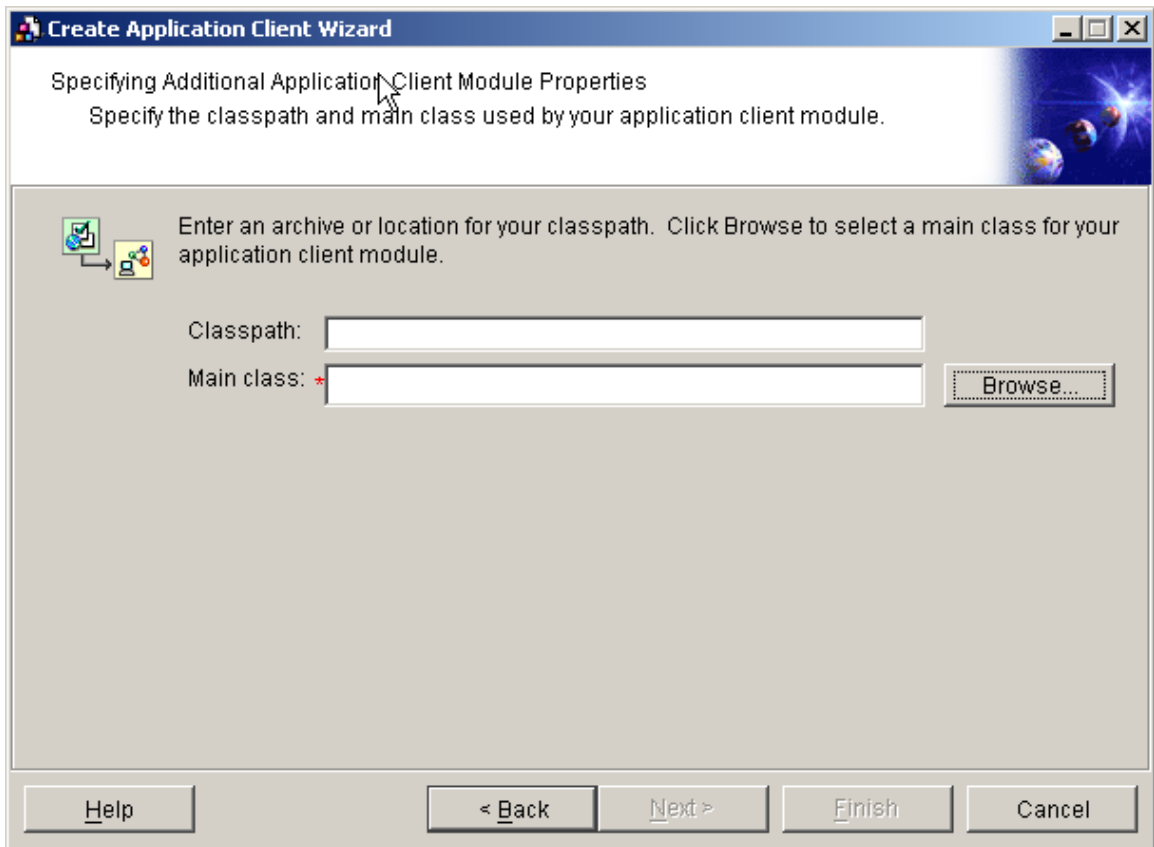 Create Application Client Wizard
Specifying Additional Application Client Module Properties
Specify the classpath and main class used by your application client module.
Enter an archive or location for your classpath. Click Browse to select a main class for your
application client module.
Classpath:
Main class: *
Browse...
Help
< Back
Next >
Finish
Cancel